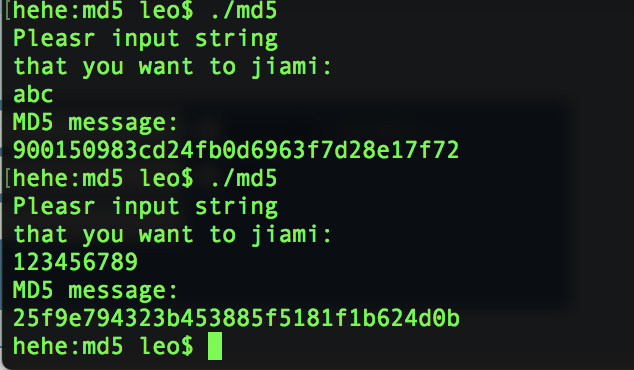 [hehe:md5 leo$ ./md5
Pleasr input string
that you want to jiami:
abc
MD5 message:
900150983cd24fb0d6963f7d28e17f72
[hehe:md5 leo$ ./md5
Pleasr input string
that you want to jiami:
123456789
MD5 message:
25f9e794323b453885f5181f1b624d0b
hehe:md5 leo$